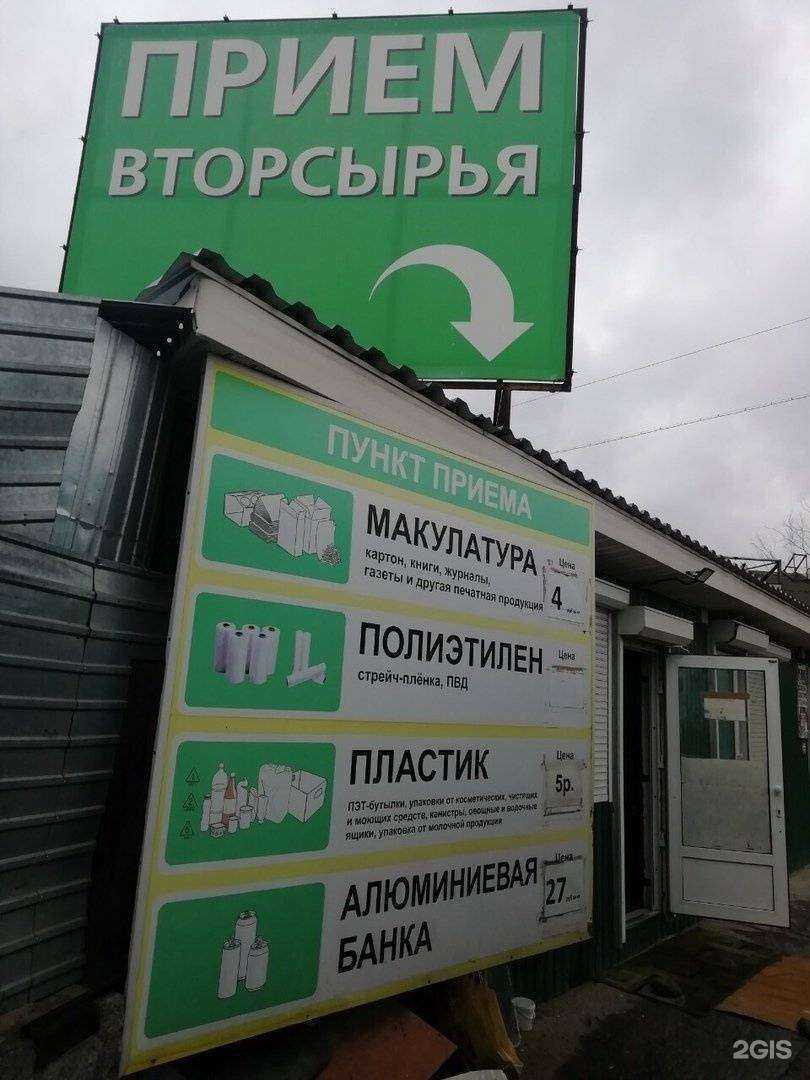 ПРИЕМ
ВТОРСЫРЬЯ
ПУНКТ ПРИЕМА
МАКУЛАТУРА
картон, книги, журналы,
газеты и другая печатная продукция
Цена
4
ПОЛИЭТИЛЕН
стрейч-плёнка, ПВД
Цена
ПЛАСТИК
ПЭТ-бутылки, упаковки от косметических, чистящих
и моющих средств, канистры, овощные и водочные
ящики, упаковка от молочной продукции
Цена
5р.
АЛЮМИНИЕВАЯ
БАНКА
Цена
27
2GIS